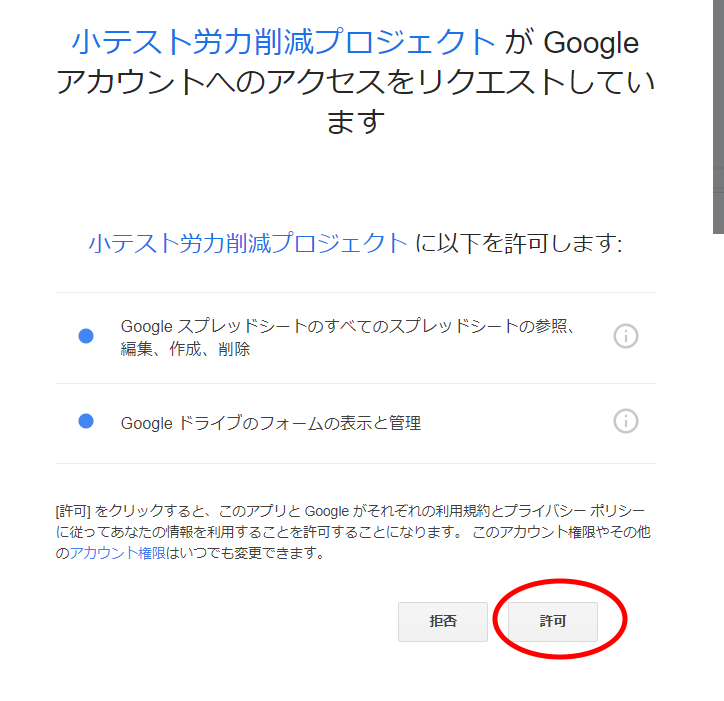 小テスト労力削減プロジェクト が Google
アカウントへのアクセスをリクエストしてい
ます
小テスト労力削減プロジェクト に以下を許可します:
Google スプレッドシートのすべてのスプレッドシートの参照、
編集、作成、削除
Google ドライブのフォームの表示と管理
[許可] をクリックすると、このアプリと Google がそれぞれの利用規約とプライバシー ポリシー
に従ってあなたの情報を利用することを許可することになります。 このアカウント権限やその他
のアカウント権限はいつでも変更できます。
拒否 許可